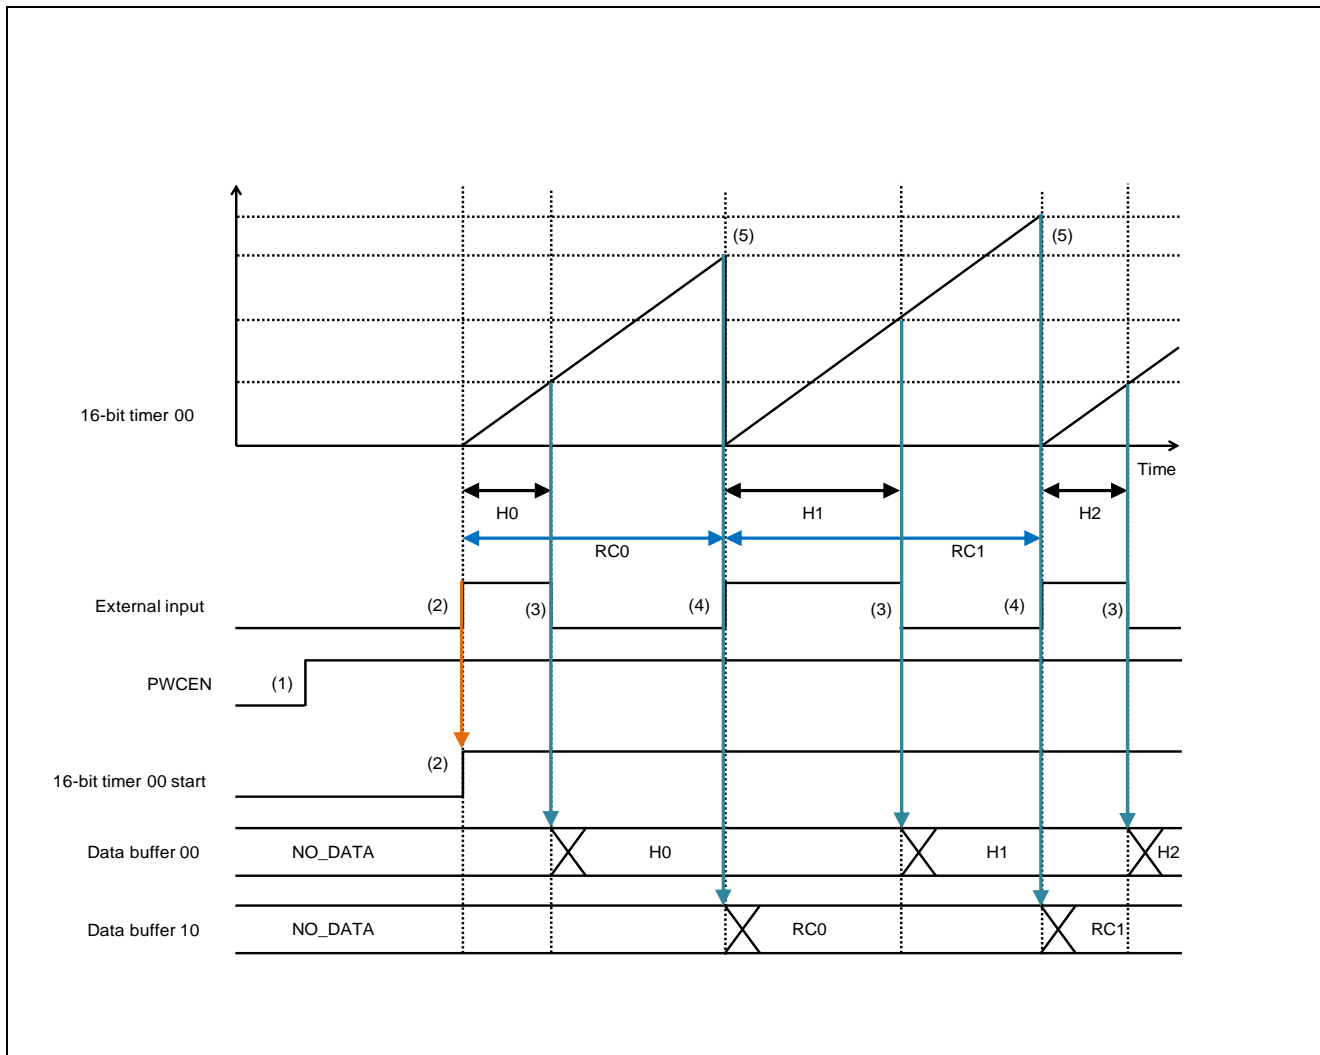 (5) (5)
16-bit timer 00
Time
H0 H1 H2
RC0 RC1
External input (2) (3) (4) (3) (4) (3)
PWCEN (1)
16-bit timer 00 start (2)
Data buffer 00 NO_DATA H0 H1 H2
Data buffer 10 NO_DATA RC0 RC1